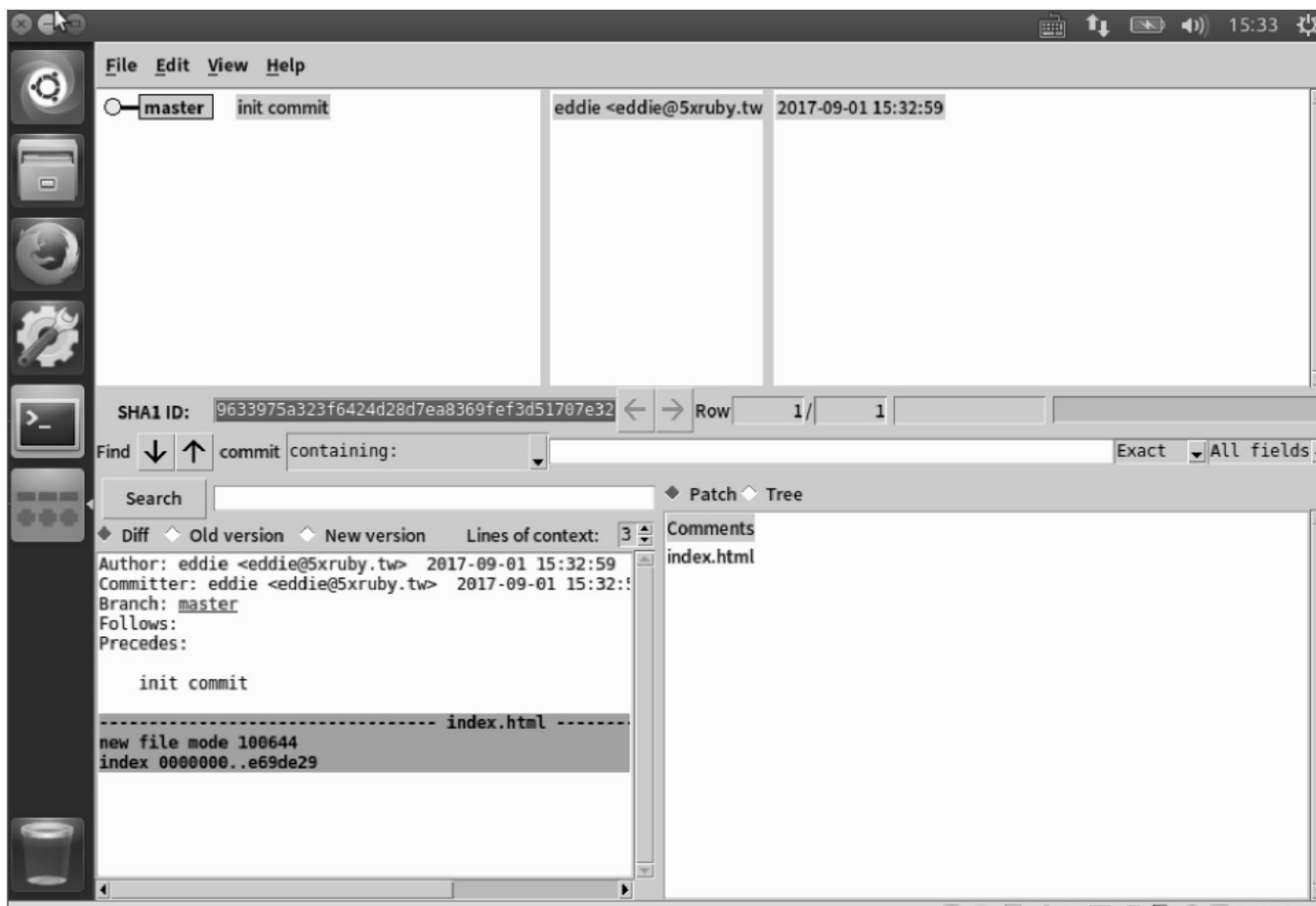 15:33
File Edit View Help
master init commit eddie <eddie@5xruby.tw 2017-09-01 15:32:59
SHA1 ID: 9633975a323f6424d28d7ea8369fef3d51707e32 Row 1/ 1
Find commit containing: Exact All fields
Search
Patch Tree
Diff Old version New version Lines of context: 3
Comments
index.html
Author: eddie <eddie@5xruby.tw> 2017-09-01 15:32:59
Committer: eddie <eddie@5xruby.tw> 2017-09-01 15:32:5
Branch: master
Follows:
Precedes:
init commit
--------------------------------- index.html --------
new file mode 100644
index 0000000..e69de29